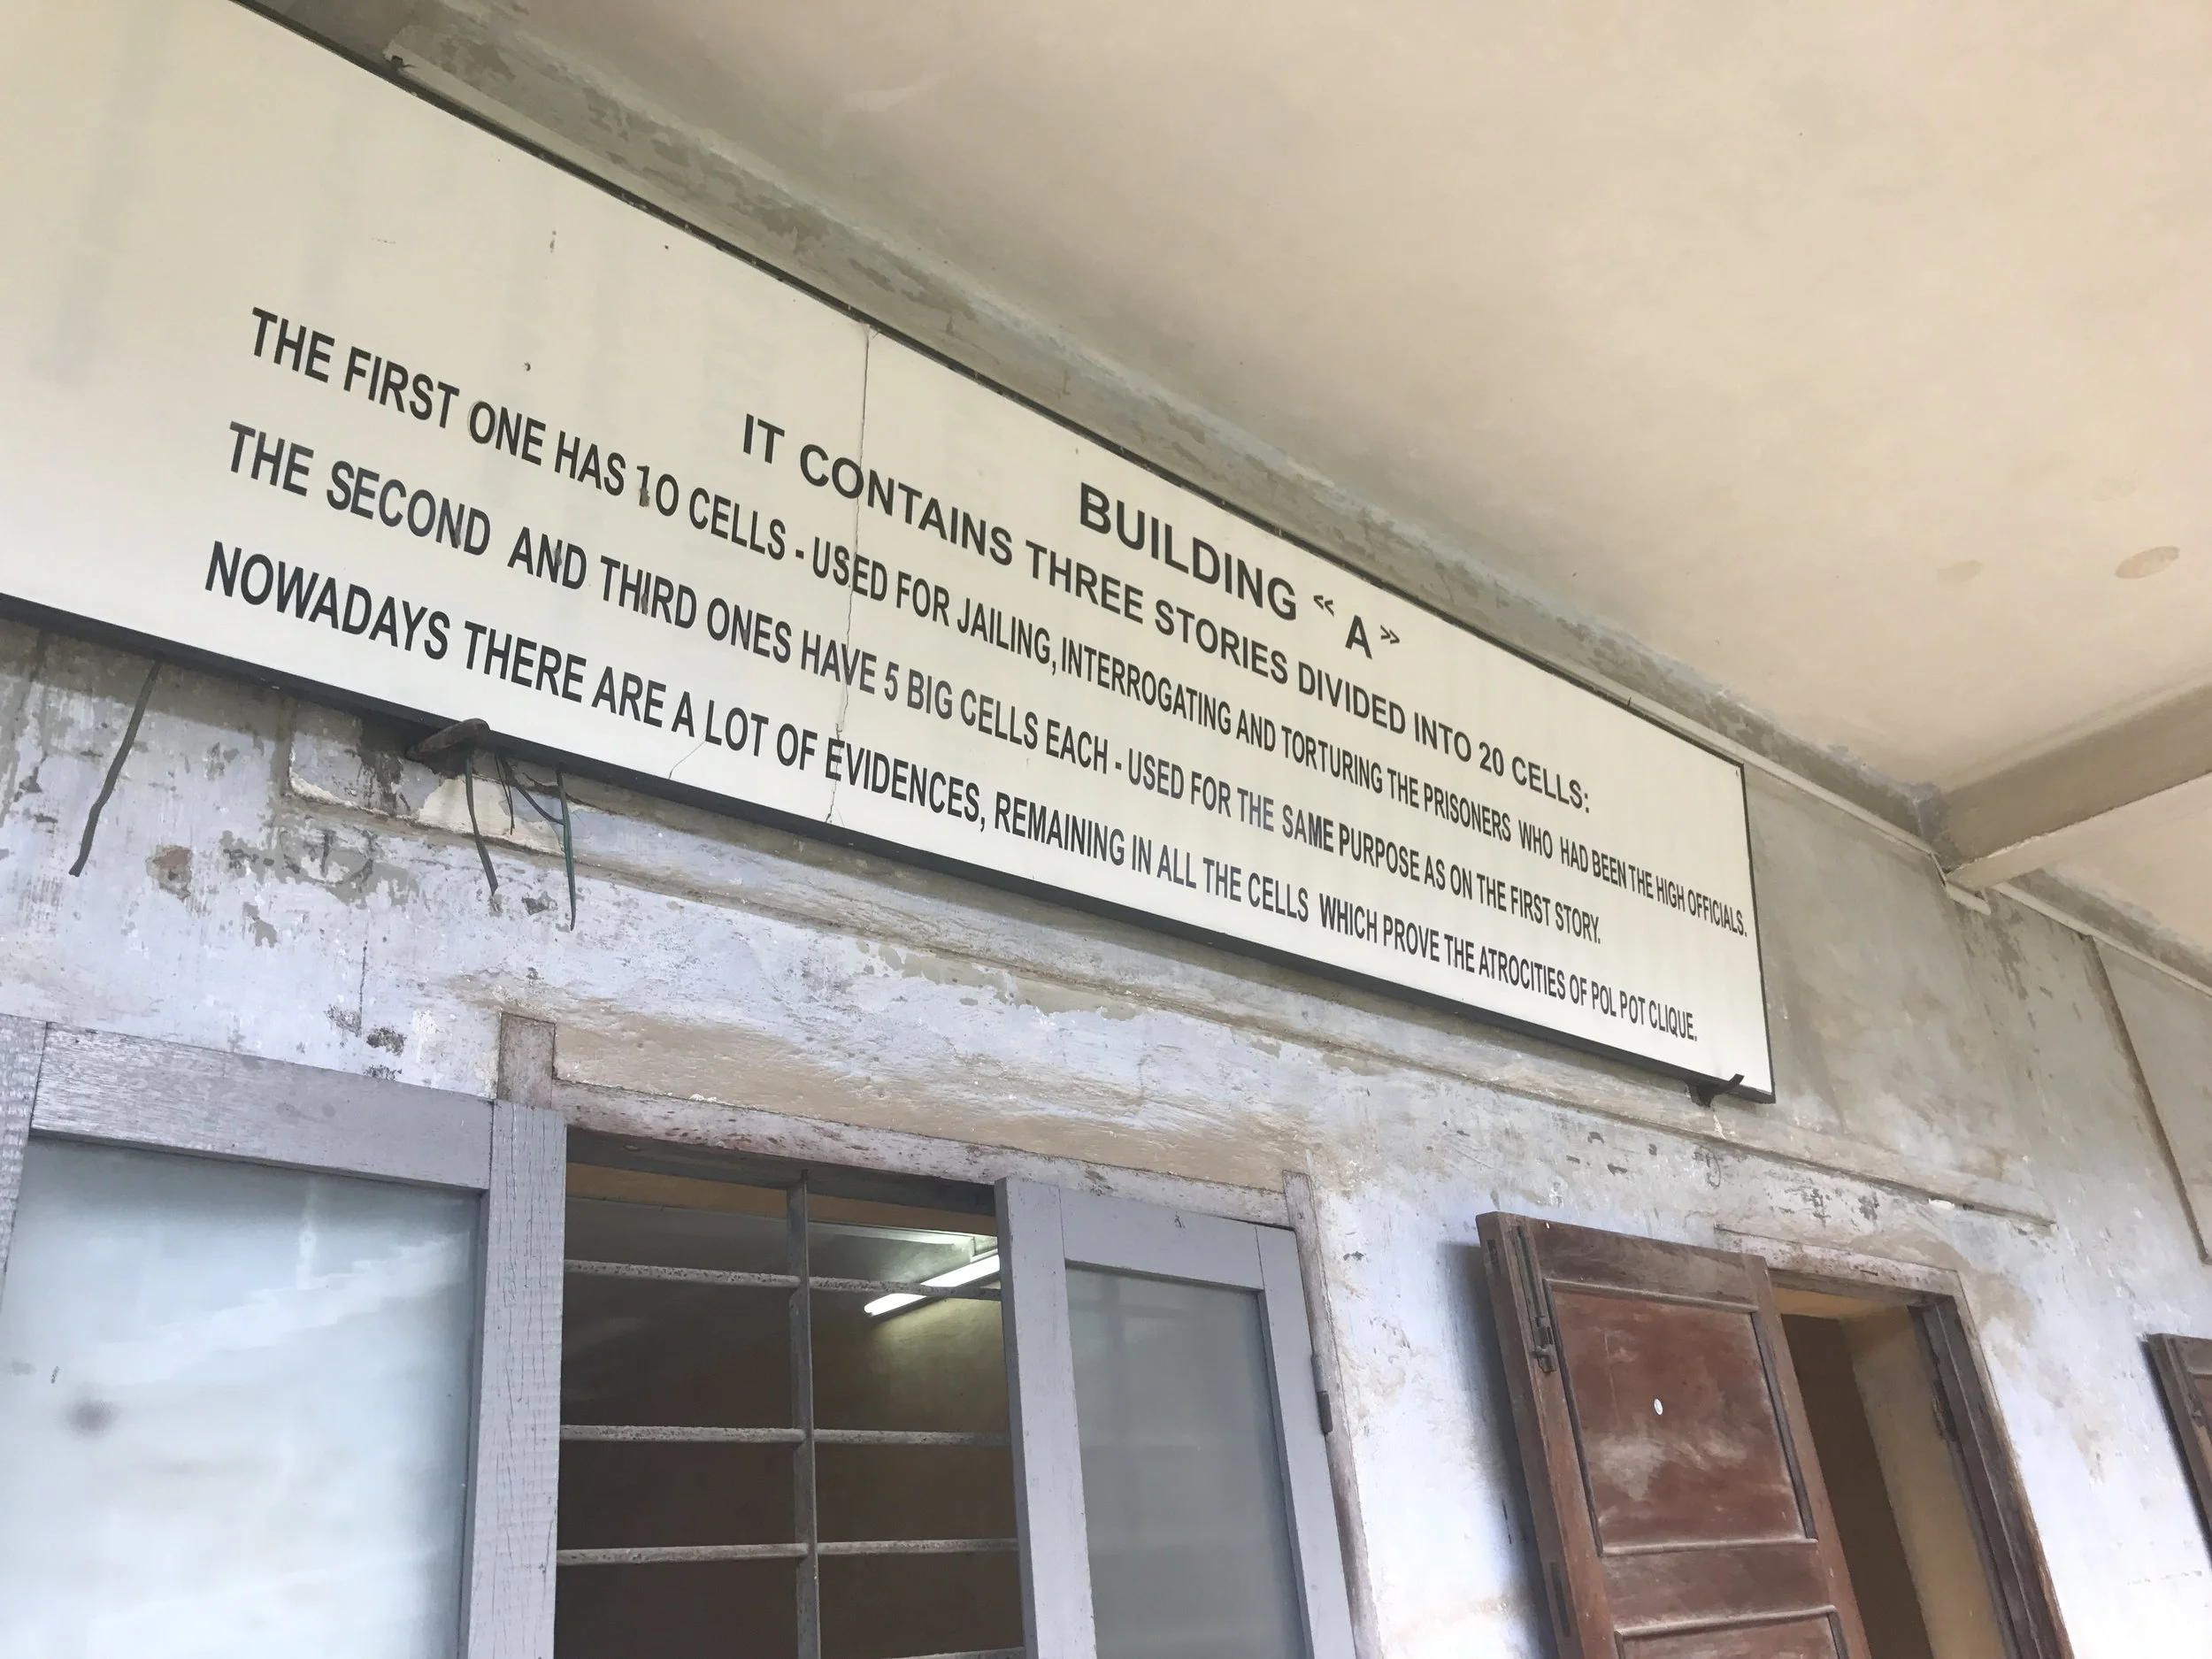 BUILDING “ A ”
IT CONTAINS THREE STORIES DIVIDED INTO 20 CELLS:
THE FIRST ONE HAS 10 CELLS - USED FOR JAILING, INTERROGATING AND TORTURING THE PRISONERS WHO HAD BEEN THE HIGH OFFICIALS.
THE SECOND AND THIRD ONES HAVE 5 BIG CELLS EACH - USED FOR THE SAME PURPOSE AS ON THE FIRST STORY.
NOWADAYS THERE ARE A LOT OF EVIDENCES, REMAINING IN ALL THE CELLS WHICH PROVE THE ATROCITIES OF POL POT CLIQUE.